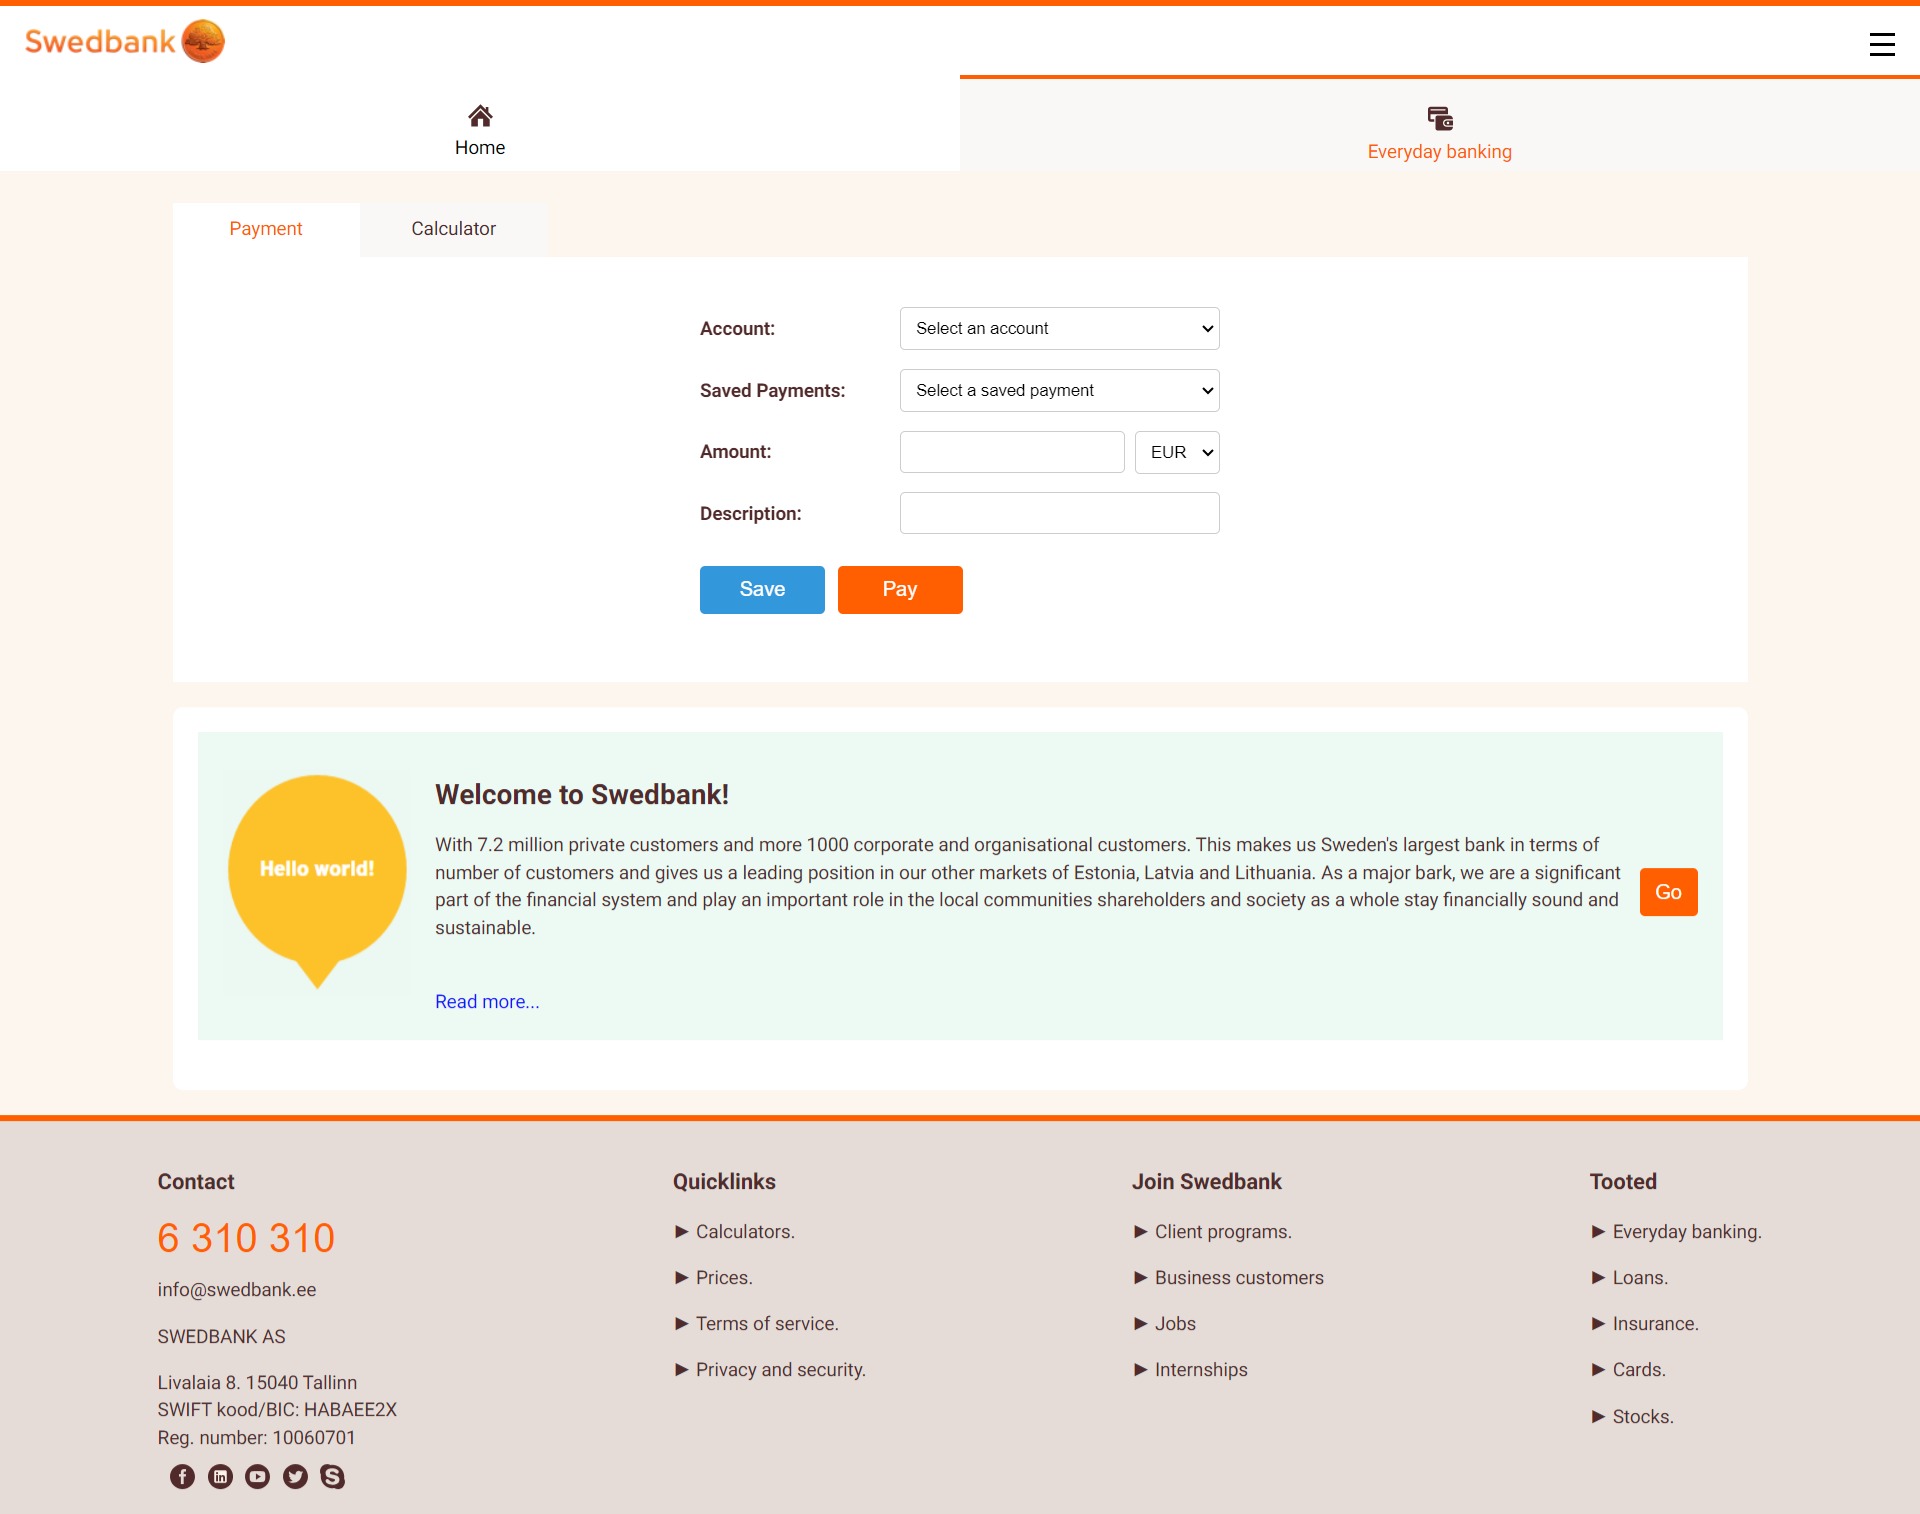 Swedbank
Home
Everyday banking
Payment
Calculator
Account:
Select an account
Saved Payments:
Select a saved payment
Amount:
EUR
Description:
Save
Pay
Hello world!
Welcome to Swedbank!
With 7.2 million private customers and more 1000 corporate and organisational customers. This makes us Sweden's largest bank in terms of
number of customers and gives us a leading position in our other markets of Estonia, Latvia and Lithuania. As a major bark, we are a significant
part of the financial system and play an important role in the local communities shareholders and society as a whole stay financially sound and
sustainable.
Go
Read more...
Contact
6 310 310
info@swedbank.ee
SWEDBANK AS
Livalaia 8. 15040 Tallinn
SWIFT kood/BIC: HABAEE2X
Reg. number: 10060701
Quicklinks
► Calculators.
► Prices.
► Terms of service.
► Privacy and security.
Join Swedbank
► Client programs.
► Business customers
► Jobs
► Internships
Tooted
► Everyday banking.
► Loans.
► Insurance.
► Cards.
► Stocks.